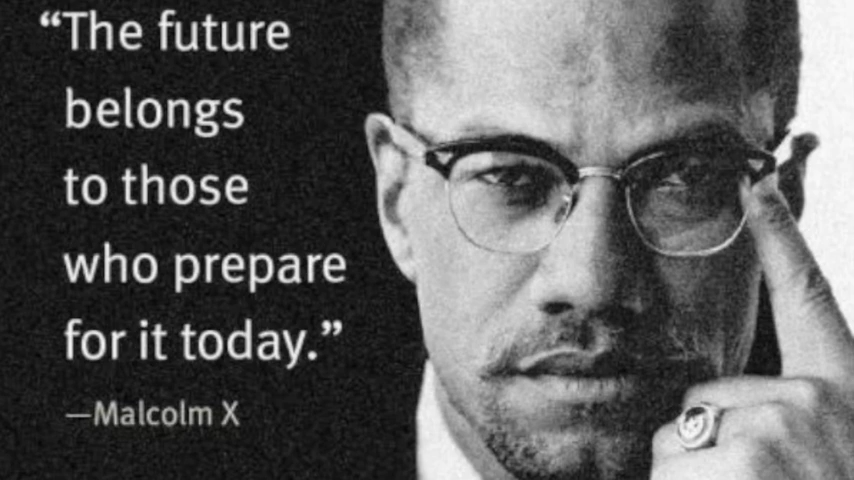 “The future
belongs
to those
who prepare
for it today.”
—Malcolm X